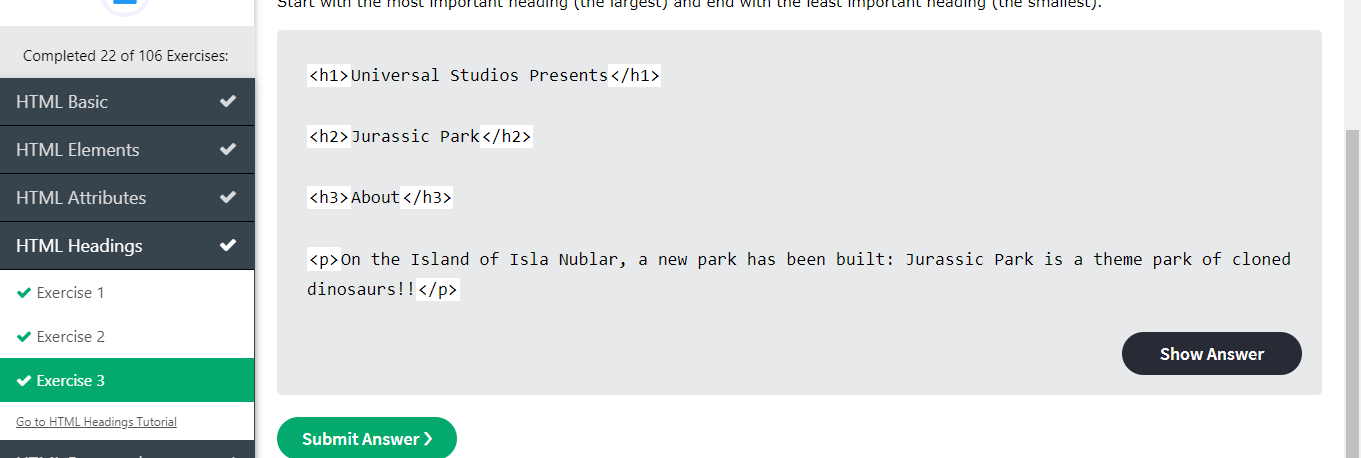 Start with the most important heading (the largest) and end with the least important heading (the smallest).
Completed 22 of 106 Exercises:
HTML Basic
HTML Elements
HTML Attributes
HTML Headings
Exercise 1
Exercise 2
Exercise 3
Go to HTML Headings Tutorial
<h1>Universal Studios Presents</h1>
<h2>Jurassic Park</h2>
<h3>About</h3>
<p>On the Island of Isla Nublar, a new park has been built: Jurassic Park is a theme park of cloned
dinosaurs!!</p>
Show Answer
Submit Answer ❯